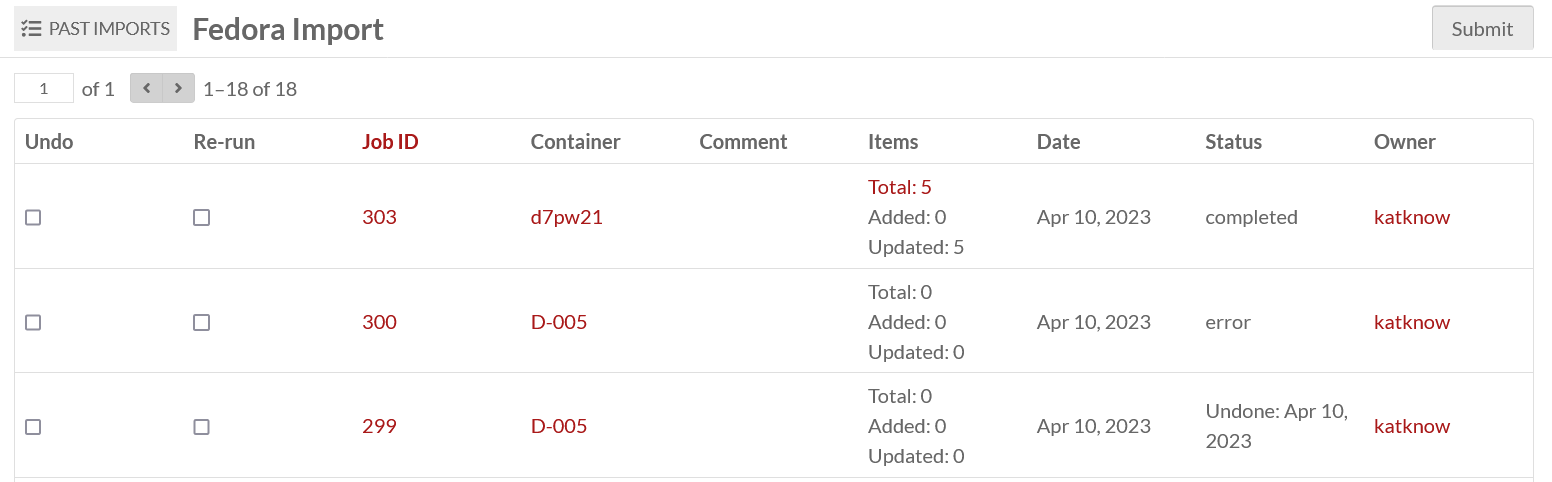 PAST IMPORTS Fedora Import Submit
1 of 1 1–18 of 18
Undo Re-run Job ID Container Comment Items Date Status Owner
303 d7pw21 Total: 5 Added: 0 Updated: 5 Apr 10, 2023 completed katknow
300 D-005 Total: 0 Added: 0 Updated: 0 Apr 10, 2023 error katknow
299 D-005 Total: 0 Added: 0 Updated: 0 Apr 10, 2023 Undone: Apr 10, 2023 katknow